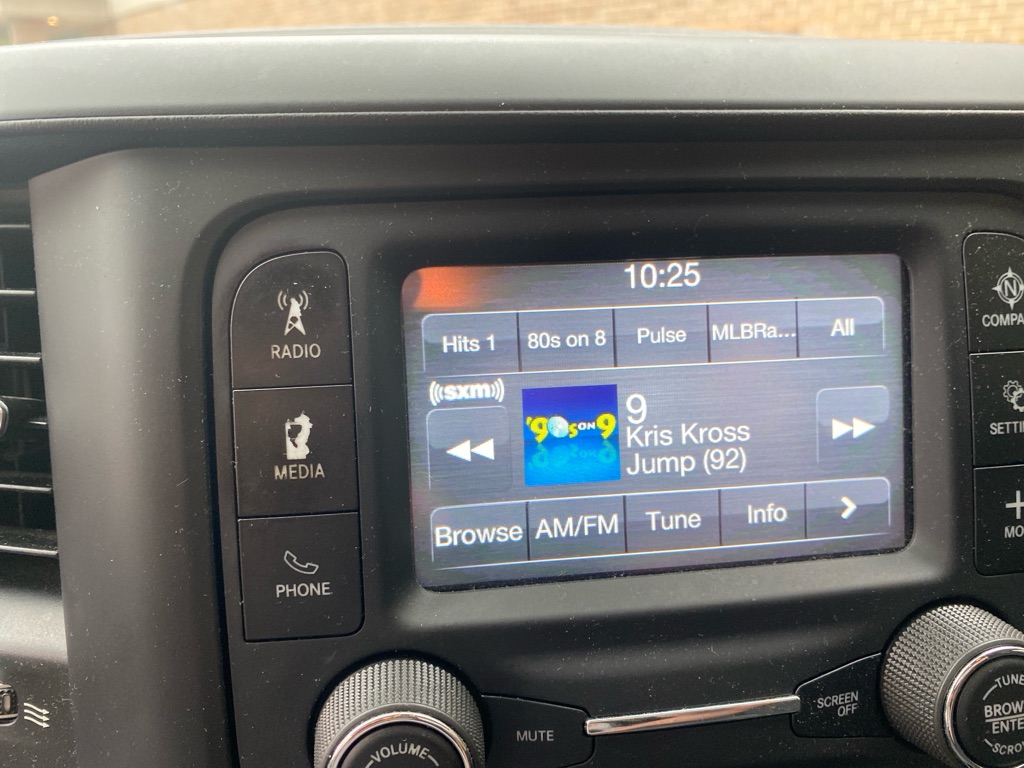 10:25
Hits 1
80s on 8
Pulse
MLBRa...
All
((sxm))
'90s ON 9
9
Kris Kross
Jump (92)
Browse
AM/FM
Tune
Info
RADIO
MEDIA
PHONE
N
COMPA
SETTI
MO
VOLUME
MUTE
SCREEN
OFF
TUNE
BROW
ENTE
SCRO